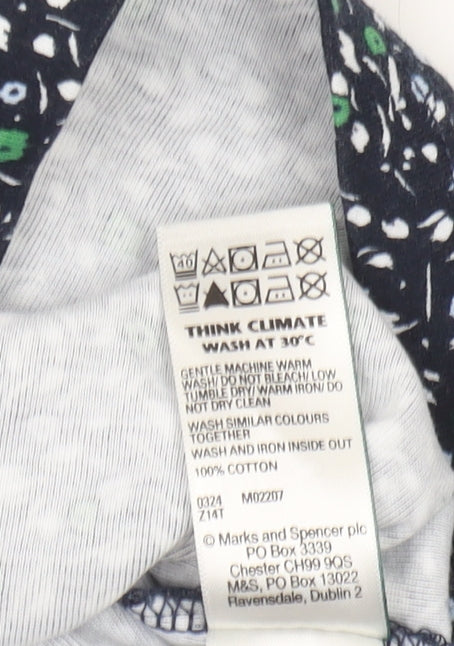 40
THINK CLIMATE
WASH AT 30°C
GENTLE MACHINE WARM
WASH/ DO NOT BLEACH/ LOW
TUMBLE DRY/ WARM IRON/ DO
NOT DRY CLEAN
WASH SIMILAR COLOURS
TOGETHER
WASH AND IRON INSIDE OUT
100% COTTON
0324 M02207
Z14T
© Marks and Spencer plc
PO Box 3339
Chester CH99 9QS
M&S, PO Box 13022
Ravensdale, Dublin 2